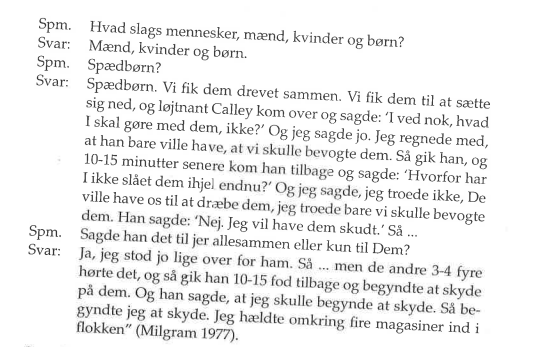 Spm. Hvad slags mennesker, mænd, kvinder og børn?
Svar: Mænd, kvinder og børn.
Spm. Spædbørn?
Svar: Spædbørn. Vi fik dem drevet sammen. Vi fik dem til at sætte
sig ned, og løjtnant Calley kom over og sagde: ‘I ved nok, hvad
I skal gøre med dem, ikke?’ Og jeg sagde jo. Jeg regnede med,
at han bare ville have, at vi skulle bevogte dem. Så gik han, og
10-15 minutter senere kom han tilbage og sagde: ‘Hvorfor har
I ikke slået dem ihjel endnu?’ Og jeg sagde, jeg troede ikke, De
ville have os til at dræbe dem, jeg troede bare vi skulle bevogte
dem. Han sagde: ‘Nej. Jeg vil have dem skudt.’ Så ...
Spm. Sagde han det til jer allesammen eller kun til Dem?
Svar: Ja, jeg stod jo lige over for ham. Så ... men de andre 3-4 fyre
hørte det, og så gik han 10-15 fod tilbage og begyndte at skyde
på dem. Og han sagde, at jeg skulle begynde at skyde. Så be-
gyndte jeg at skyde. Jeg hældte omkring fire magasiner ind i
flokken” (Milgram 1977).